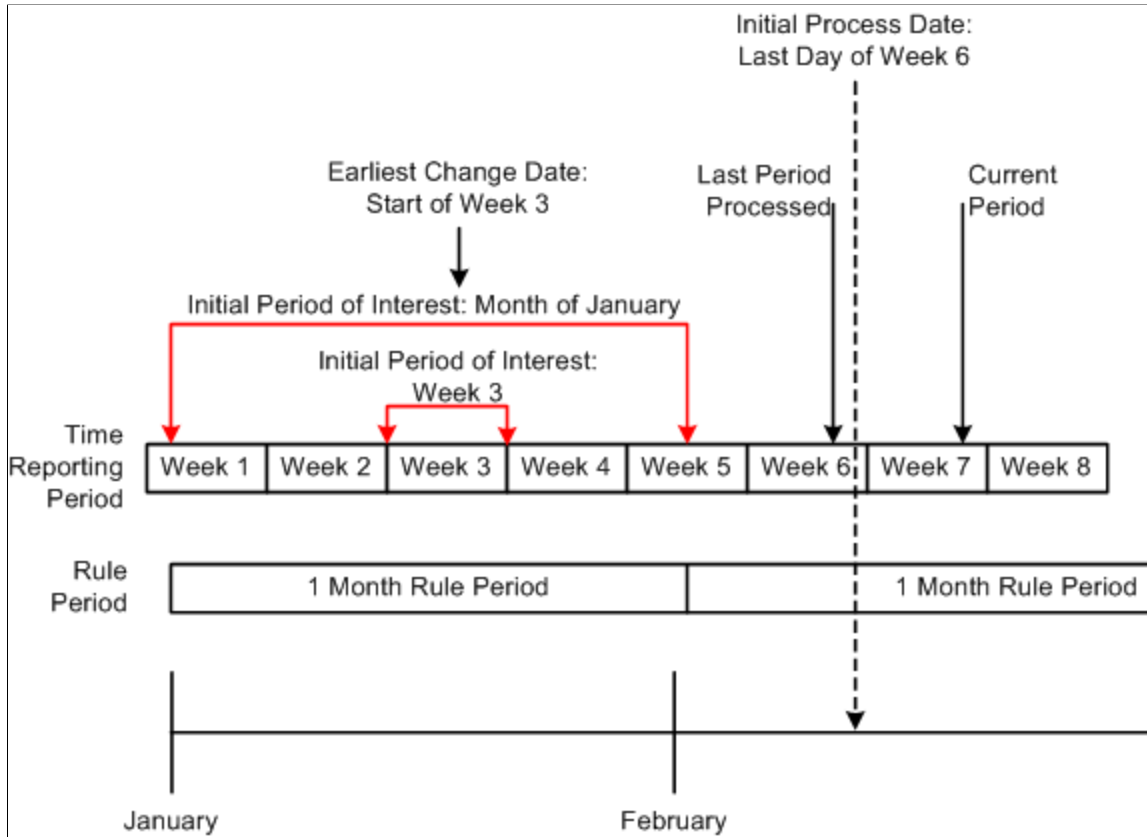 Initial Process Date:
Last Day of Week 6
Earliest Change Date:
Start of Week 3
Last Period
Processed
Current
Period
Initial Period of Interest: Month of January
Initial Period of Interest:
Week 3
Time
Reporting
Period
Week 1
Week 2
Week 3
Week 4
Week 5
Week 6
Week 7
Week 8
Rule
Period
1 Month Rule Period
1 Month Rule Period
January
February